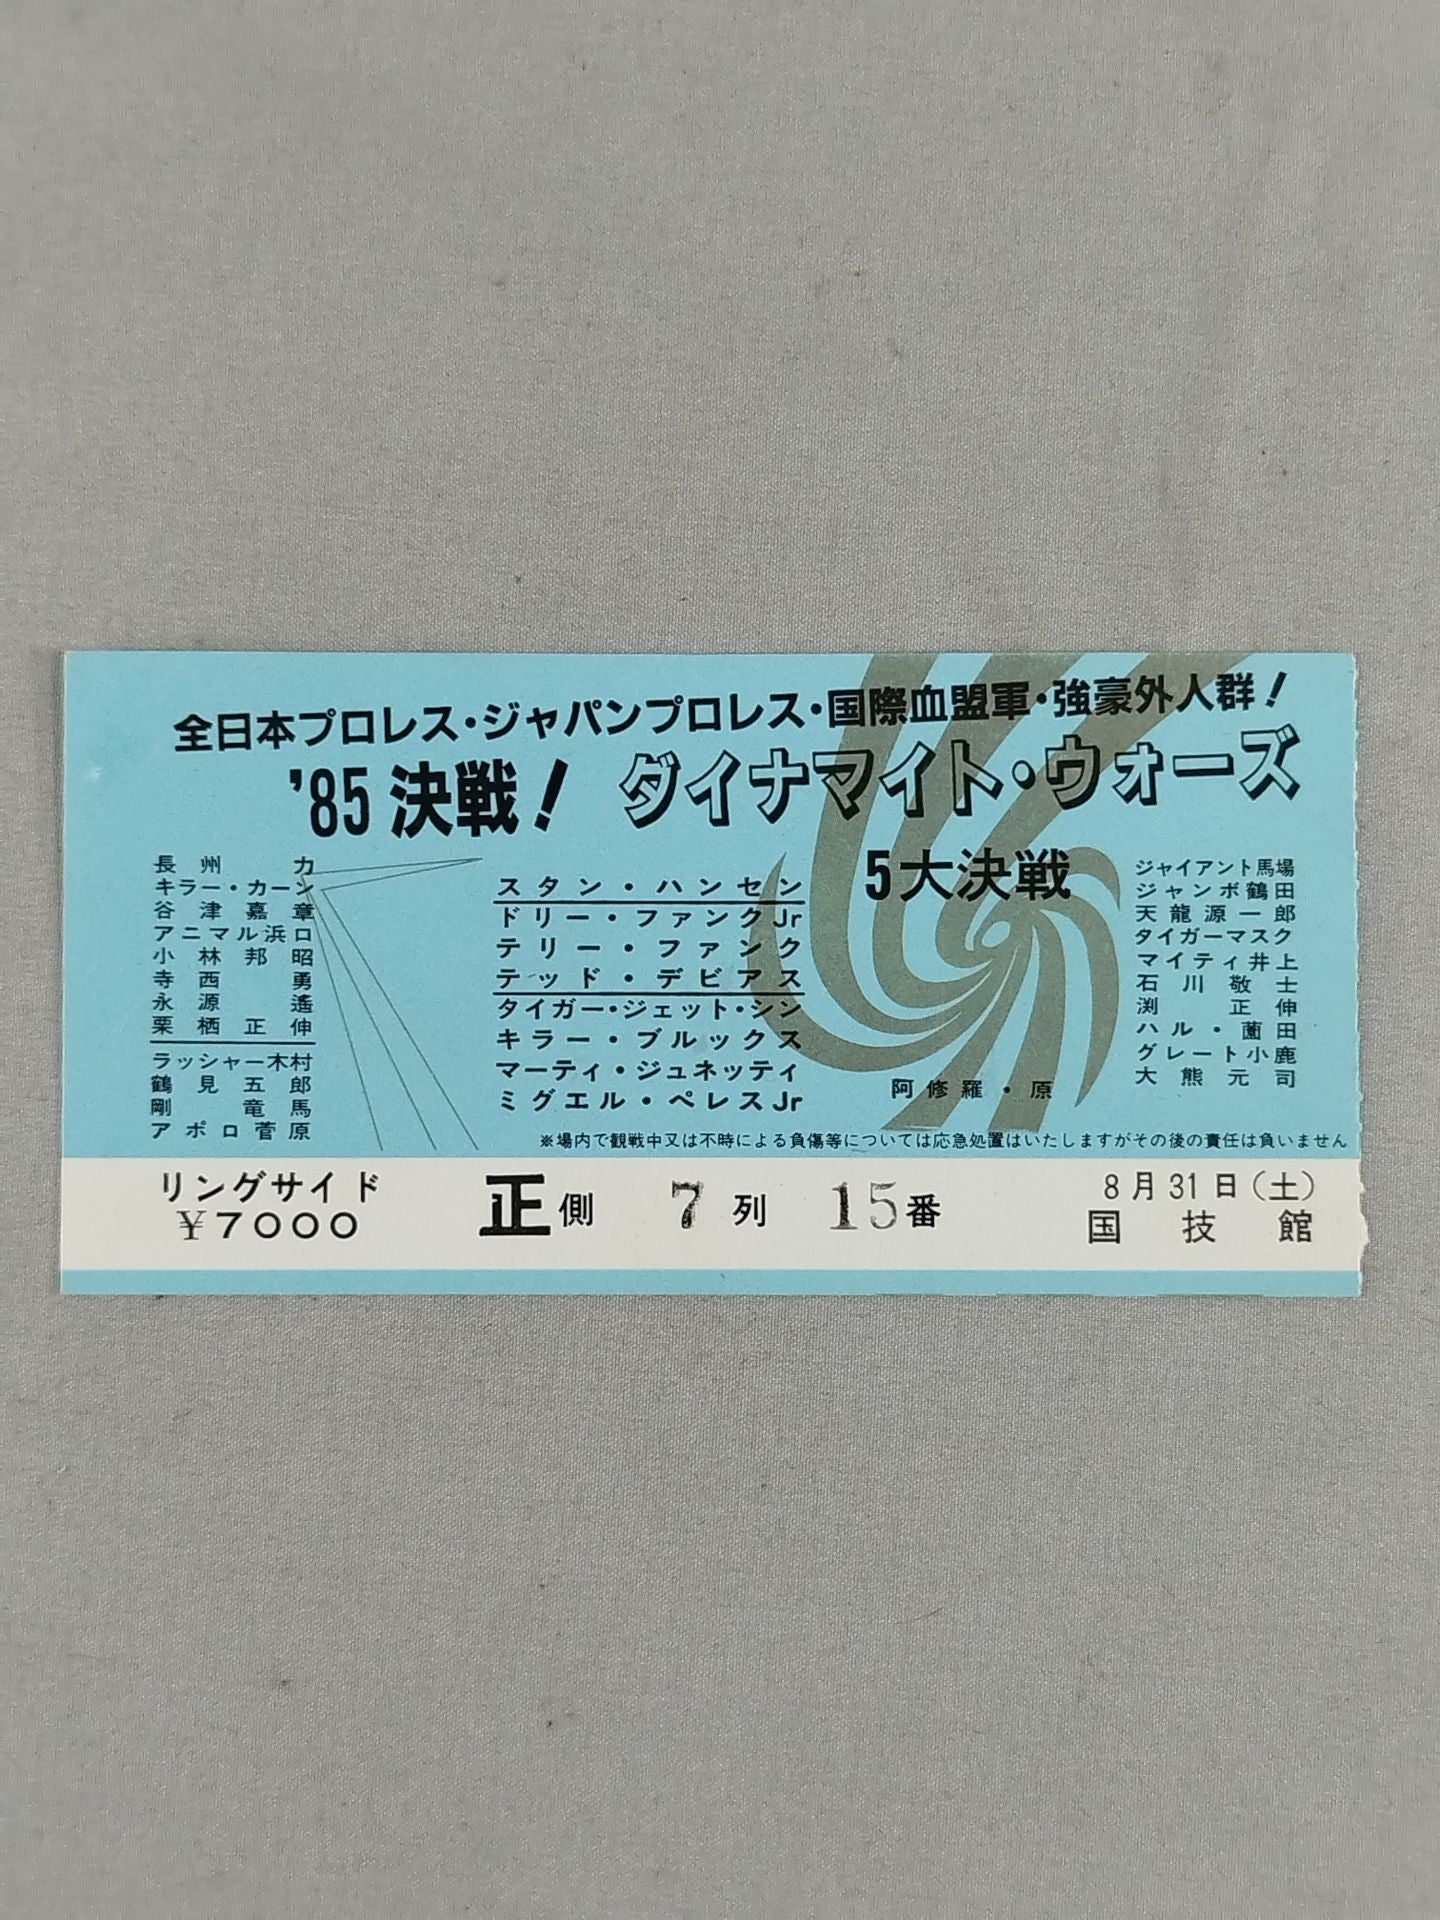 全日本プロレス・ジャパンプロレス・国際血盟軍・強豪外人群!
'85 決戦! ダイナマイト・ウォーズ
5大決戦
長州力
キラー・カーン
谷津嘉章
アニマル浜口
小林邦昭
寺西勇
永源遙
栗栖正伸
ラッシャー木村
鶴見五郎
剛竜馬
アポロ菅原
スタン・ハンセン
ドリー・ファンクJr
テリー・ファンク
テッド・デビアス
タイガー・ジェット・シン
キラー・ブルックス
マーティ・ジュネッティ
ミグエル・ペレスJr
阿修羅・原
ジャイアント馬場
ジャンボ鶴田
天龍源一郎
タイガーマスク
マイティ井上
石川敬士
渕正伸
ハル・薗田
グレート小鹿
大熊元司
※場内で観戦中又は不時による負傷等については応急処置はいたしますがその後の責任は負いません
リングサイド
¥7000
正側 7列 15番
8月31日(土)
国技館